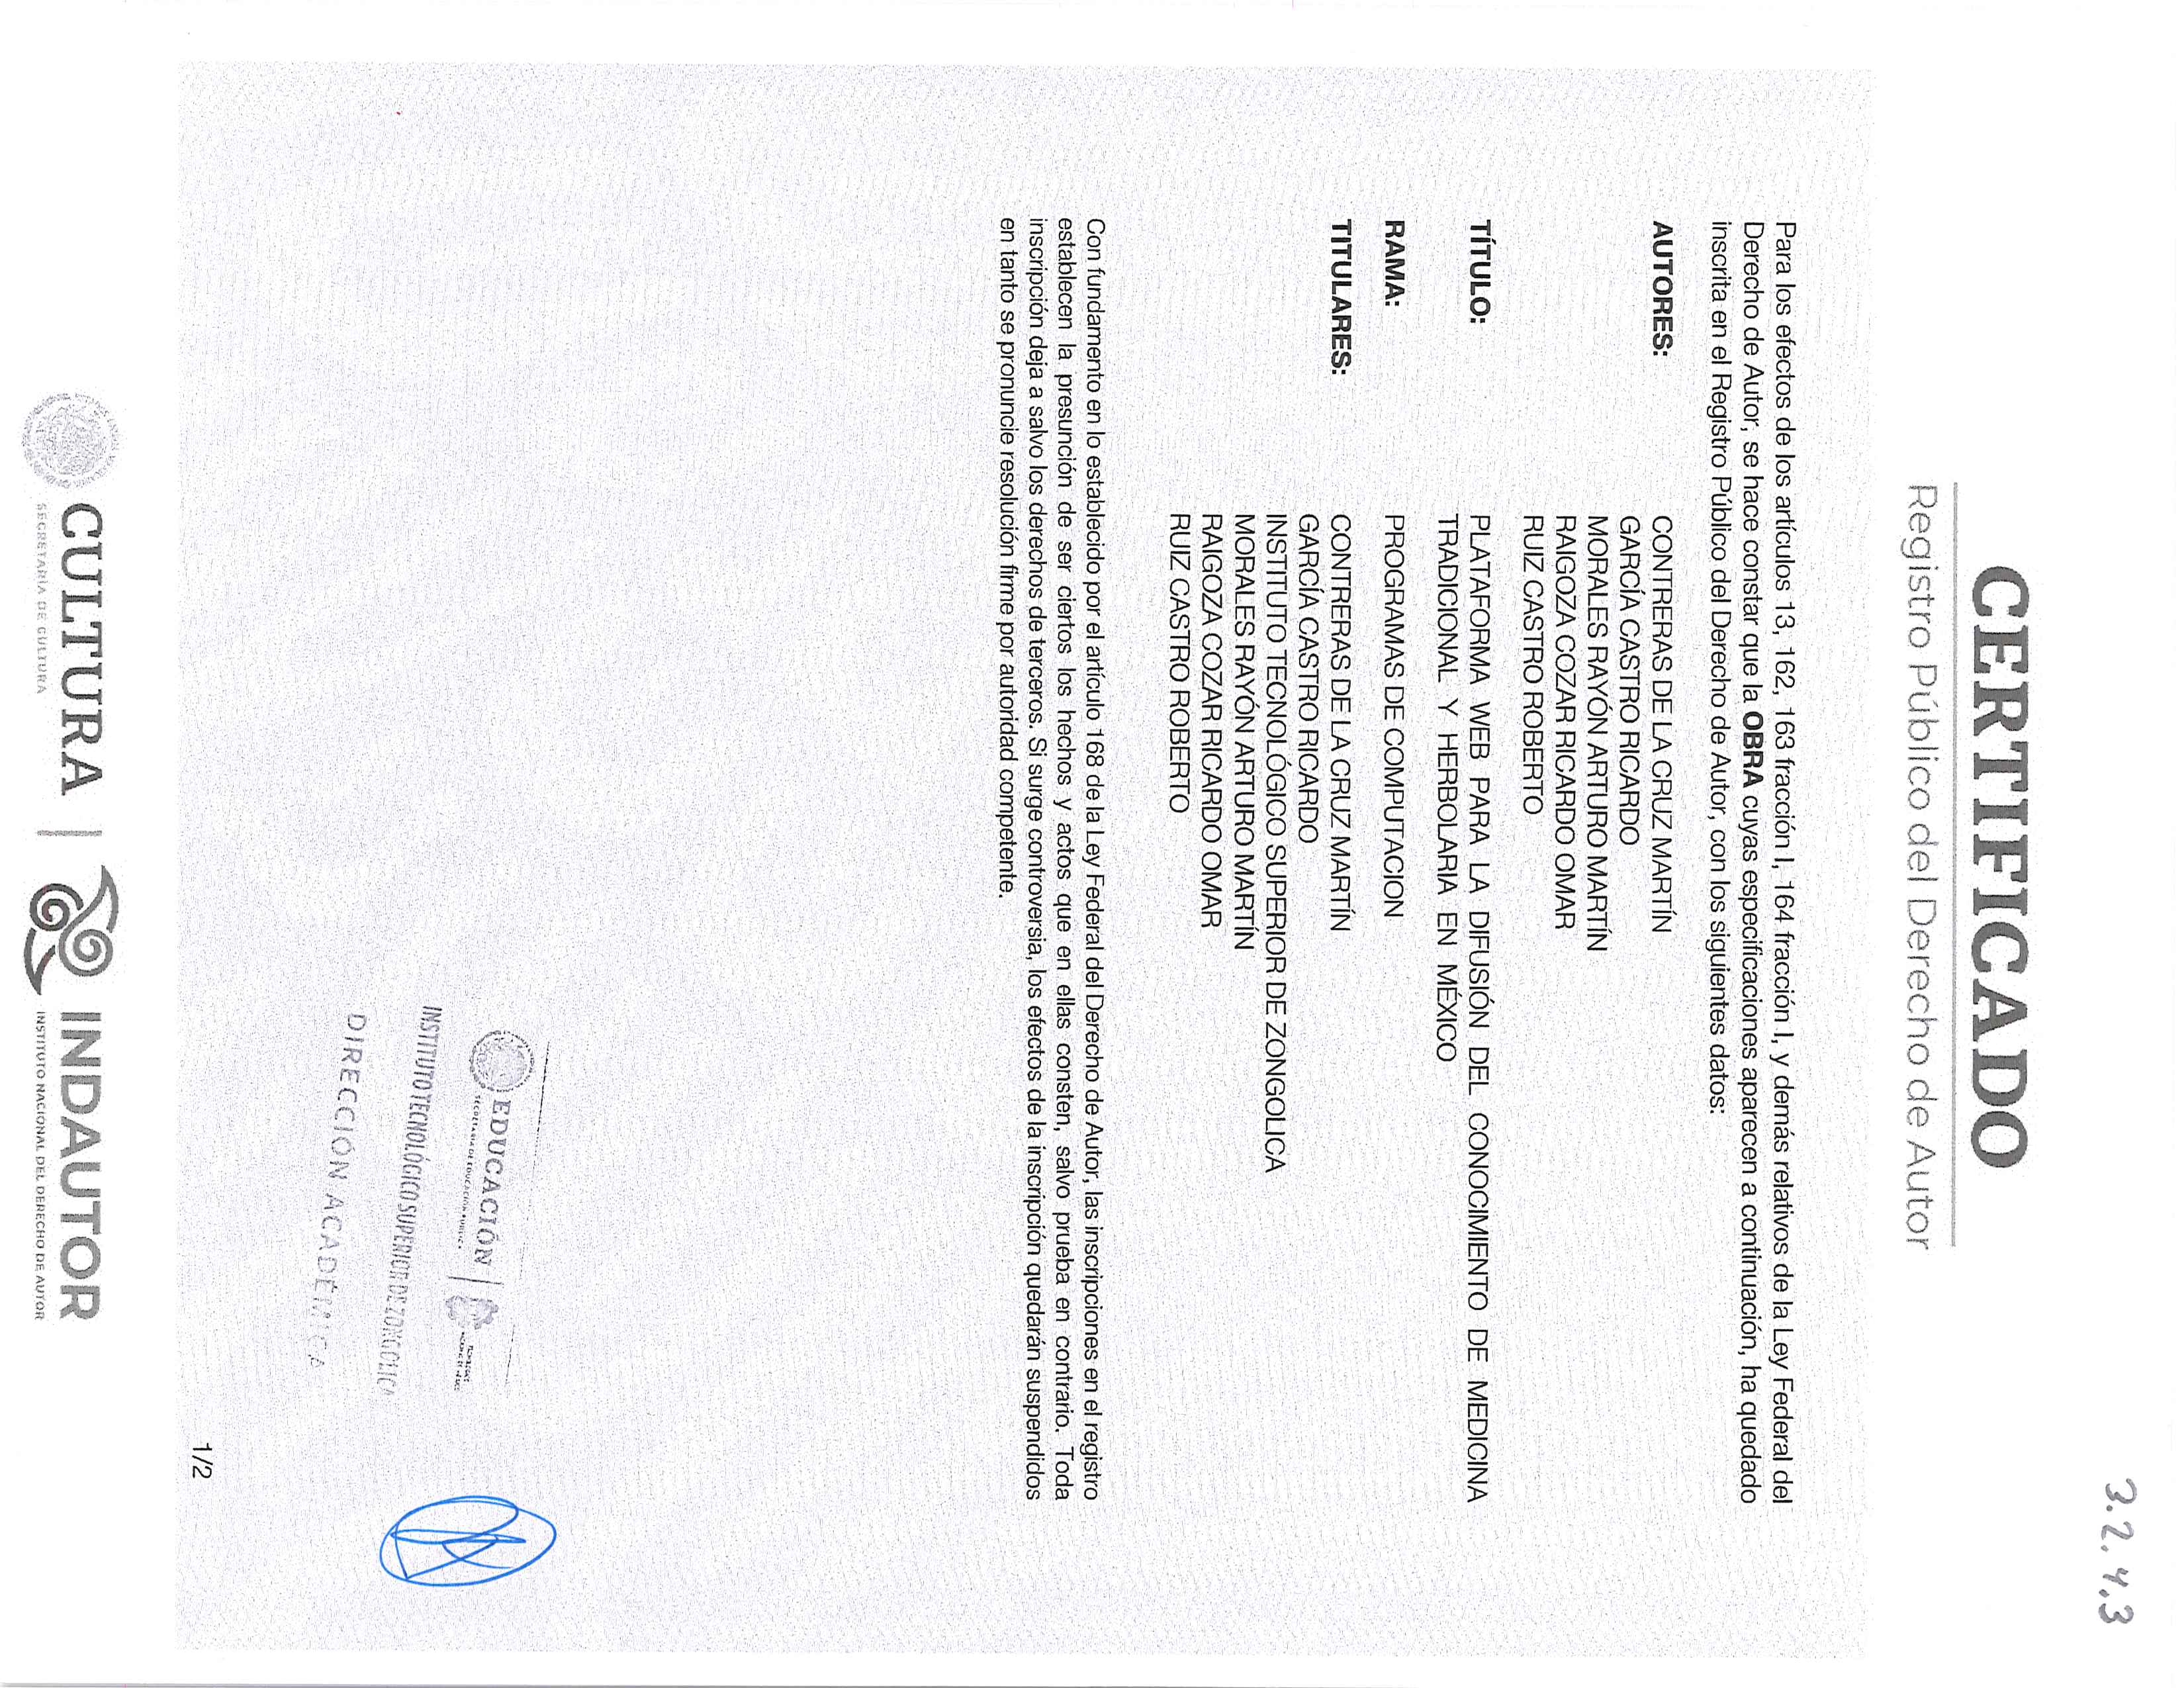 3.2.4.3
CERTIFICADO
Registro Público del Derecho de Autor
Para los efectos de los artículos 13, 162, 163 fracción I, 164 fracción I, y demás relativos de la Ley Federal del
Derecho de Autor, se hace constar que la OBRA cuyas especificaciones aparecen a continuación, ha quedado
inscrita en el Registro Público del Derecho de Autor, con los siguientes datos:
AUTORES: CONTRERAS DE LA CRUZ MARTÍN
GARCÍA CASTRO RICARDO
MORALES RAYÓN ARTURO MARTÍN
RAIGOZA COZAR RICARDO OMAR
RUIZ CASTRO ROBERTO
TÍTULO: PLATAFORMA WEB PARA LA DIFUSIÓN DEL CONOCIMIENTO DE MEDICINA
TRADICIONAL Y HERBOLARIA EN MÉXICO
RAMA: PROGRAMAS DE COMPUTACION
TITULARES: CONTRERAS DE LA CRUZ MARTÍN
GARCÍA CASTRO RICARDO
INSTITUTO TECNOLÓGICO SUPERIOR DE ZONGOLICA
MORALES RAYÓN ARTURO MARTÍN
RAIGOZA COZAR RICARDO OMAR
RUIZ CASTRO ROBERTO
Con fundamento en lo establecido por el artículo 168 de la Ley Federal del Derecho de Autor, las inscripciones en el registro
establecen la presunción de ser ciertos los hechos y actos que en ellas consten, salvo prueba en contrario. Toda
inscripción deja a salvo los derechos de terceros. Si surge controversia, los efectos de la inscripción quedarán suspendidos
en tanto se pronuncie resolución firme por autoridad competente.
EDUCACIÓN
SECRETARÍA DE EDUCACIÓN PÚBLICA
INSTITUTO TECNOLÓGICO SUPERIOR DE ZONGOLICA
DIRECCIÓN ACADÉMICA
1/2
CULTURA
SECRETARÍA DE CULTURA
INDAUTOR
INSTITUTO NACIONAL DEL DERECHO DE AUTOR